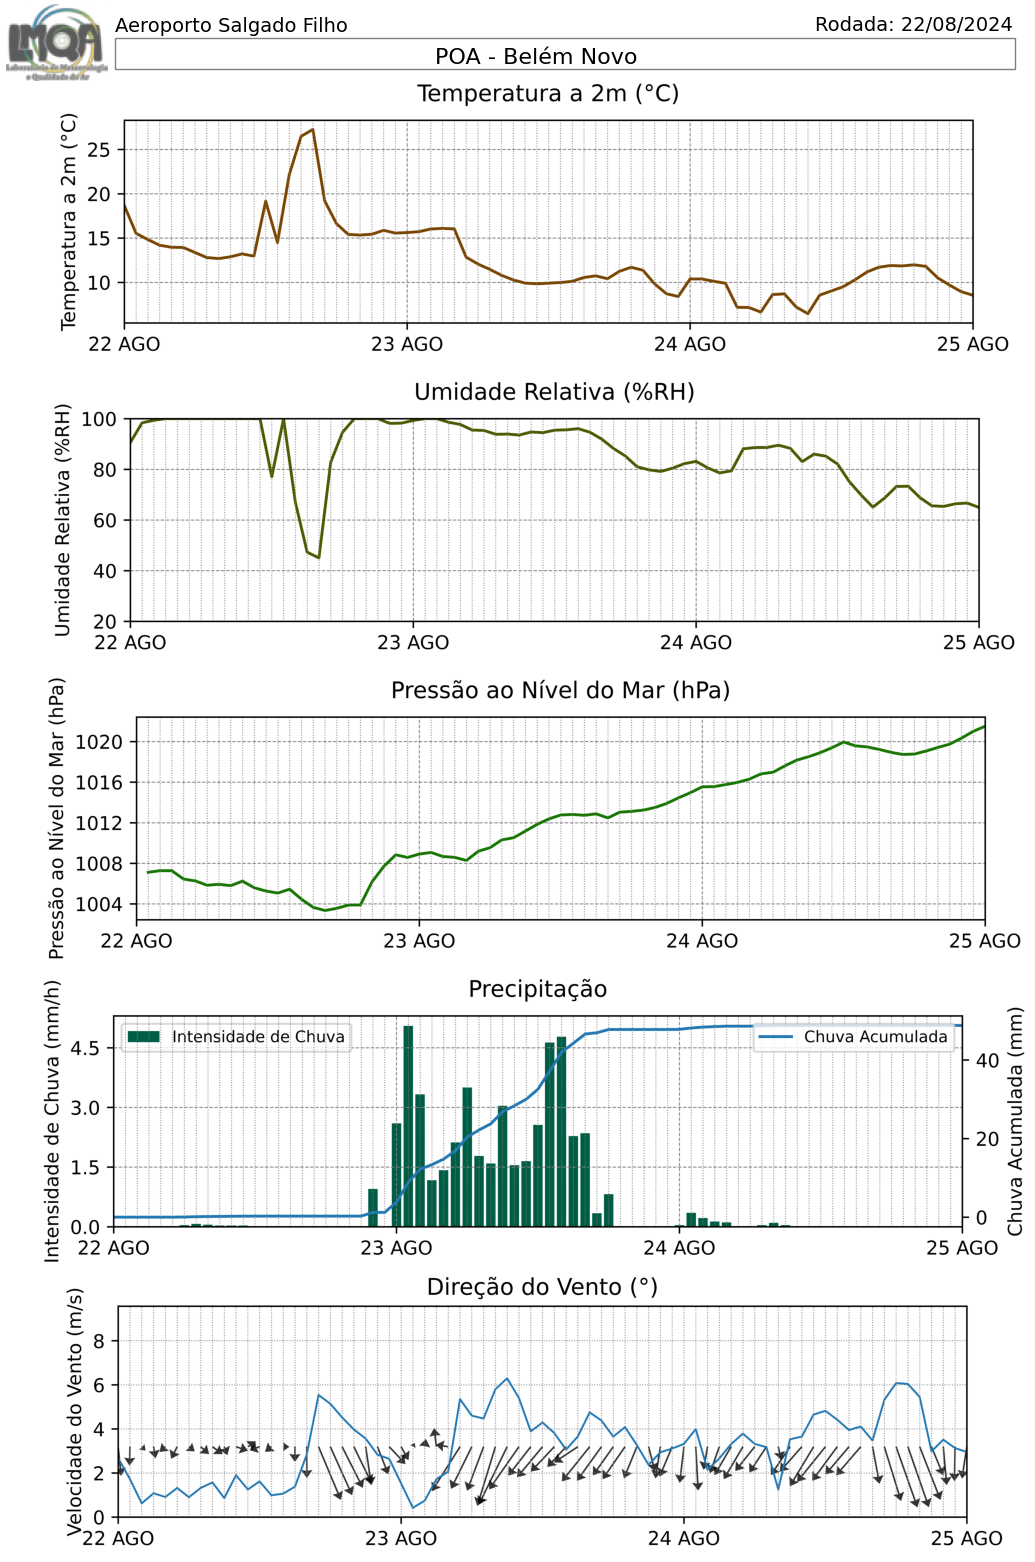 LMQA
Laboratório de Meteorologia
e Qualidade do Ar
Aeroporto Salgado Filho
Rodada: 22/08/2024
POA - Belém Novo
Temperatura a 2m (°C)
Temperatura a 2m (°C)
25
20
15
10
22 AGO 23 AGO 24 AGO 25 AGO
Umidade Relativa (%RH)
Umidade Relativa (%RH)
100
80
60
40
20
22 AGO 23 AGO 24 AGO 25 AGO
Pressão ao Nível do Mar (hPa)
Pressão ao Nível do Mar (hPa)
1020
1016
1012
1008
1004
22 AGO 23 AGO 24 AGO 25 AGO
Precipitação
Intensidade de Chuva (mm/h)
4.5
3.0
1.5
0.0
Intensidade de Chuva
Chuva Acumulada
40
20
0
Chuva Acumulada (mm)
22 AGO 23 AGO 24 AGO 25 AGO
Direção do Vento (°)
Velocidade do Vento (m/s)
8
6
4
2
0
22 AGO 23 AGO 24 AGO 25 AGO